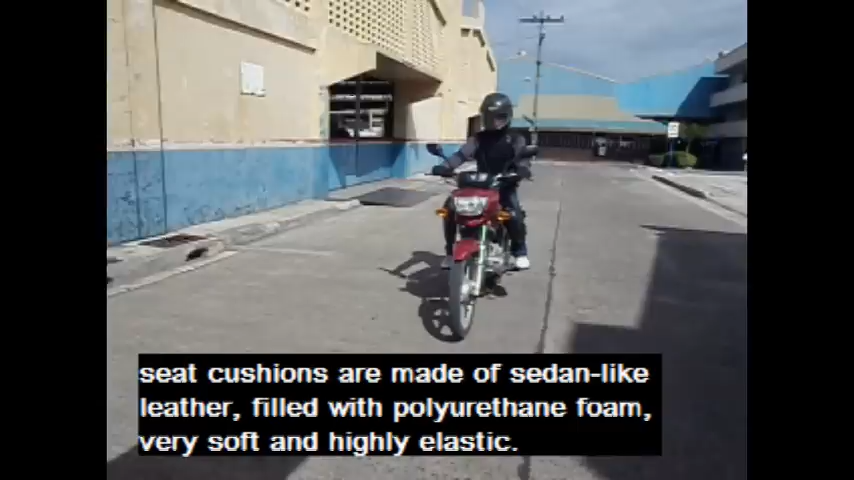 seat cushions are made of sedan-like
leather, filled with polyurethane foam,
very soft and highly elastic.